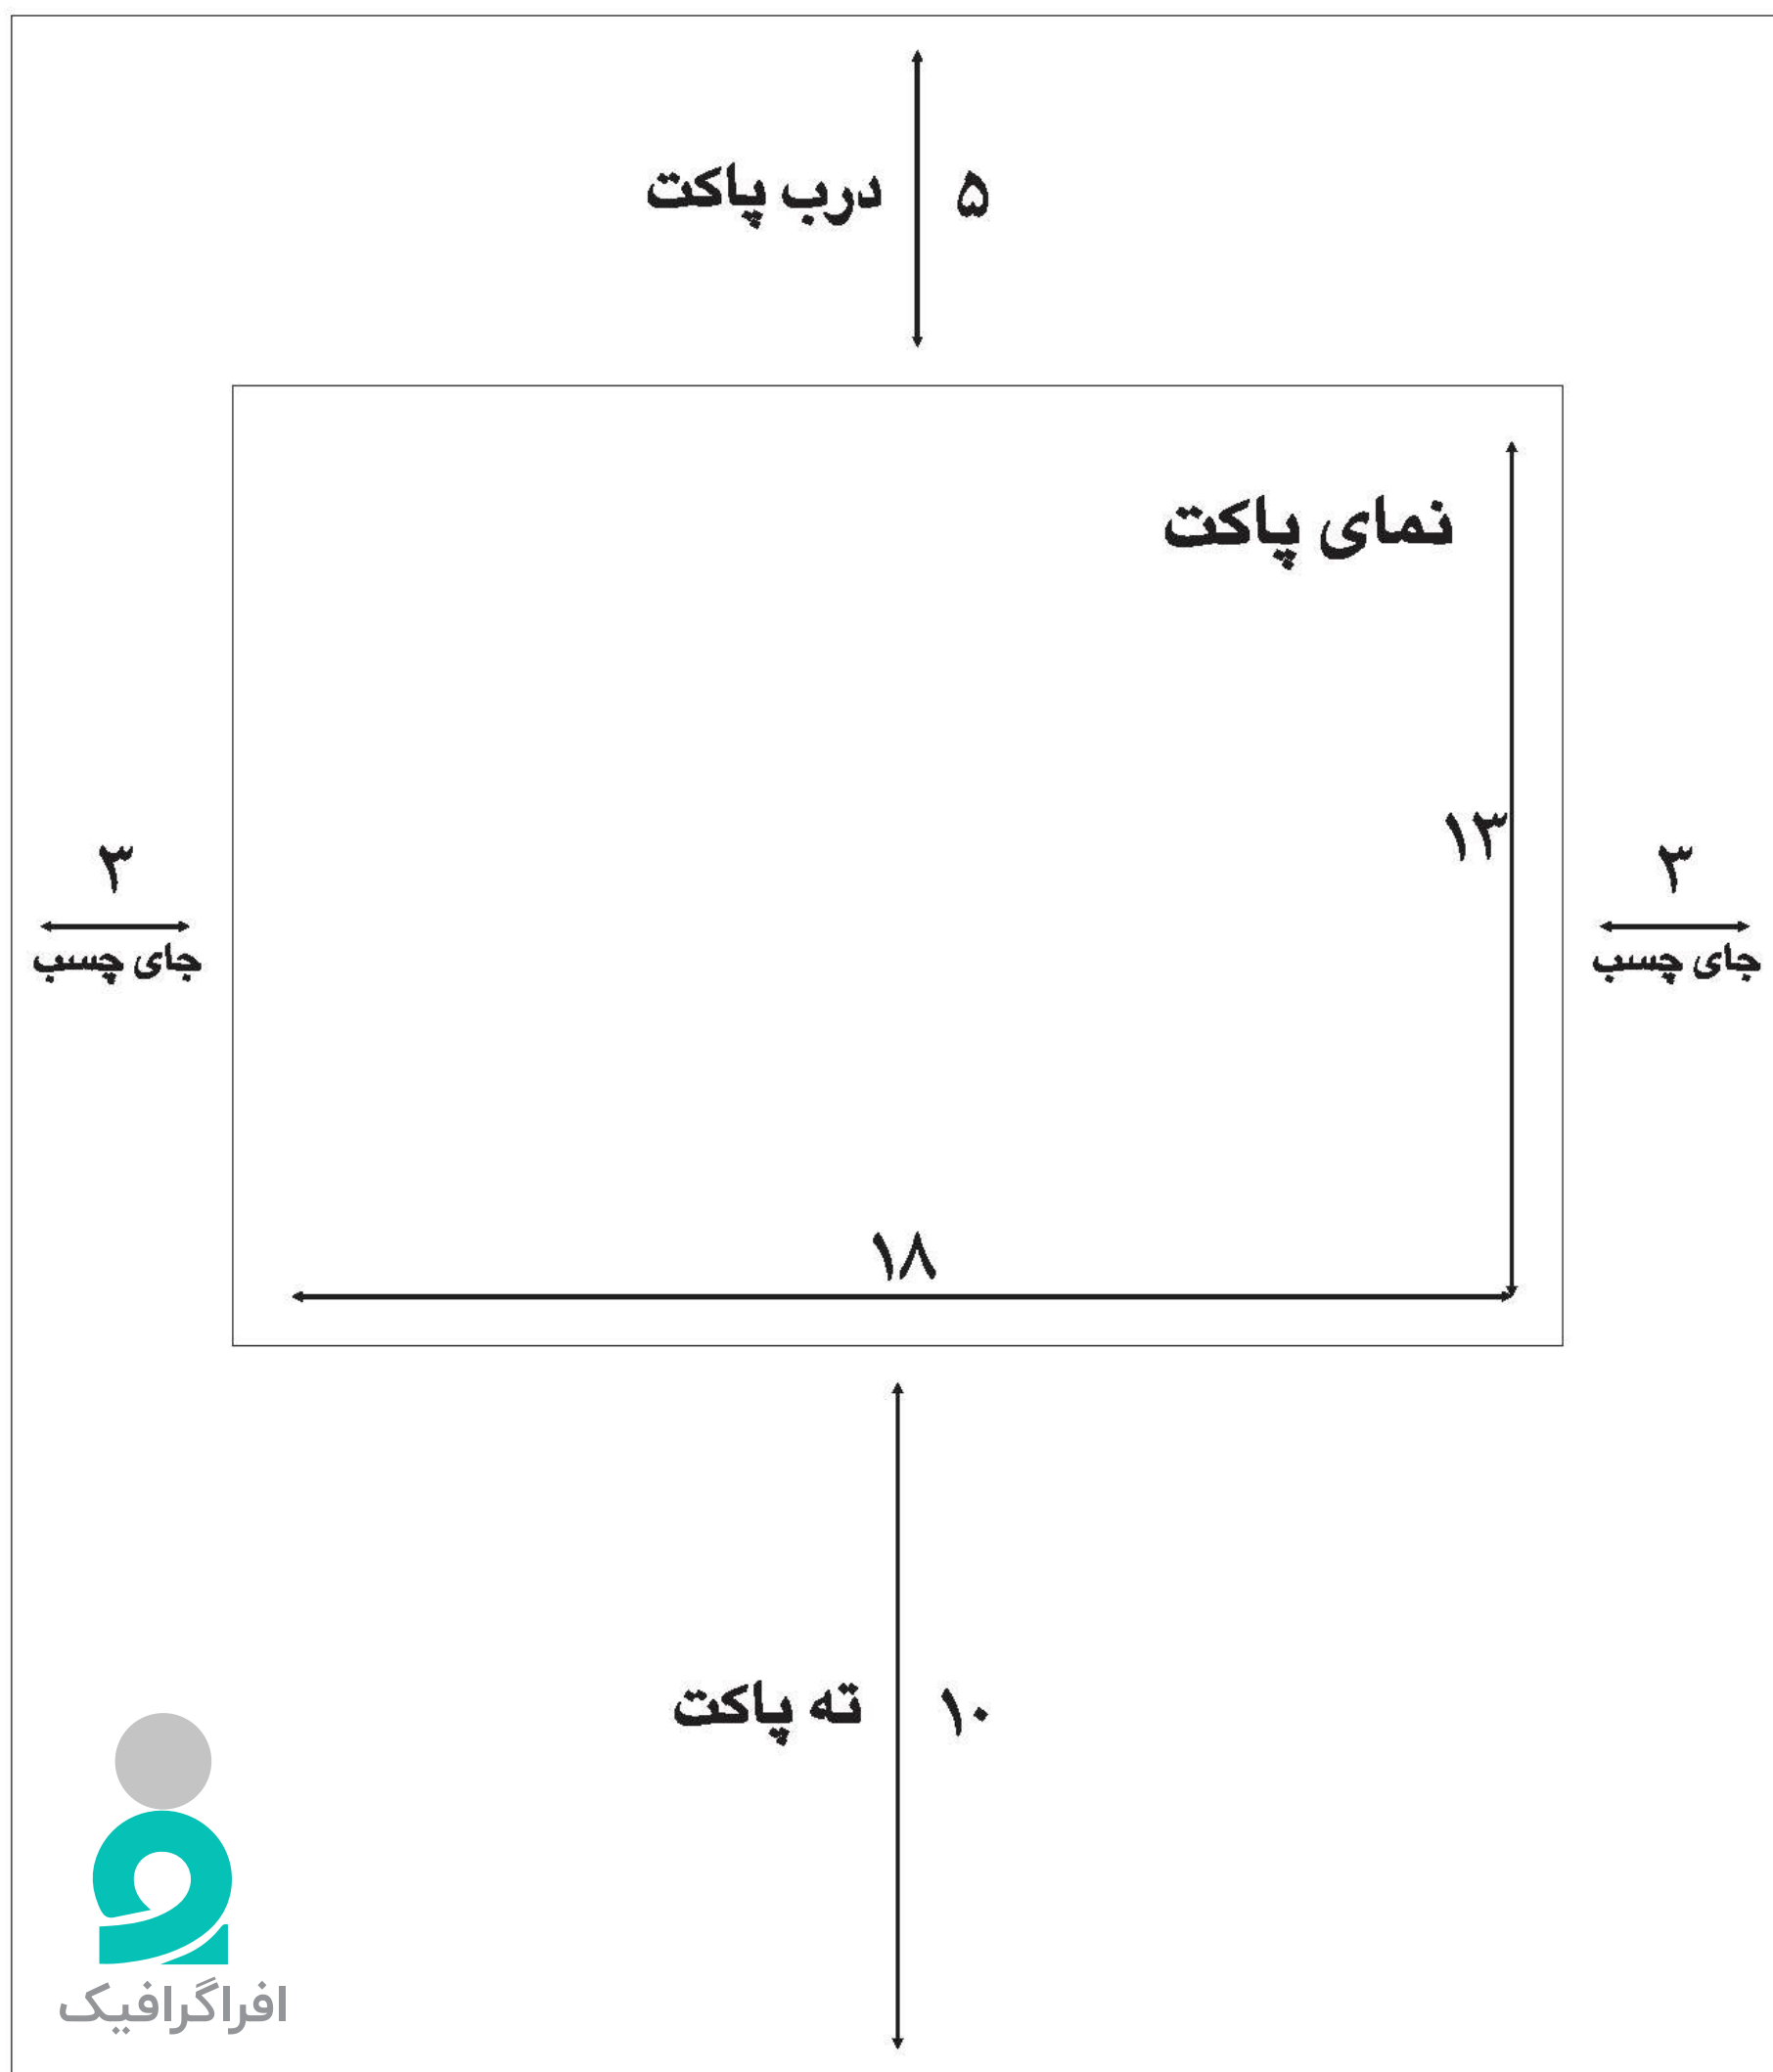 درب پاکت
۵
نمای پاکت
۱۳
۳
جای چسب
۳
جای چسب
۱۸
ته پاکت
۱۰
افراگرافیک